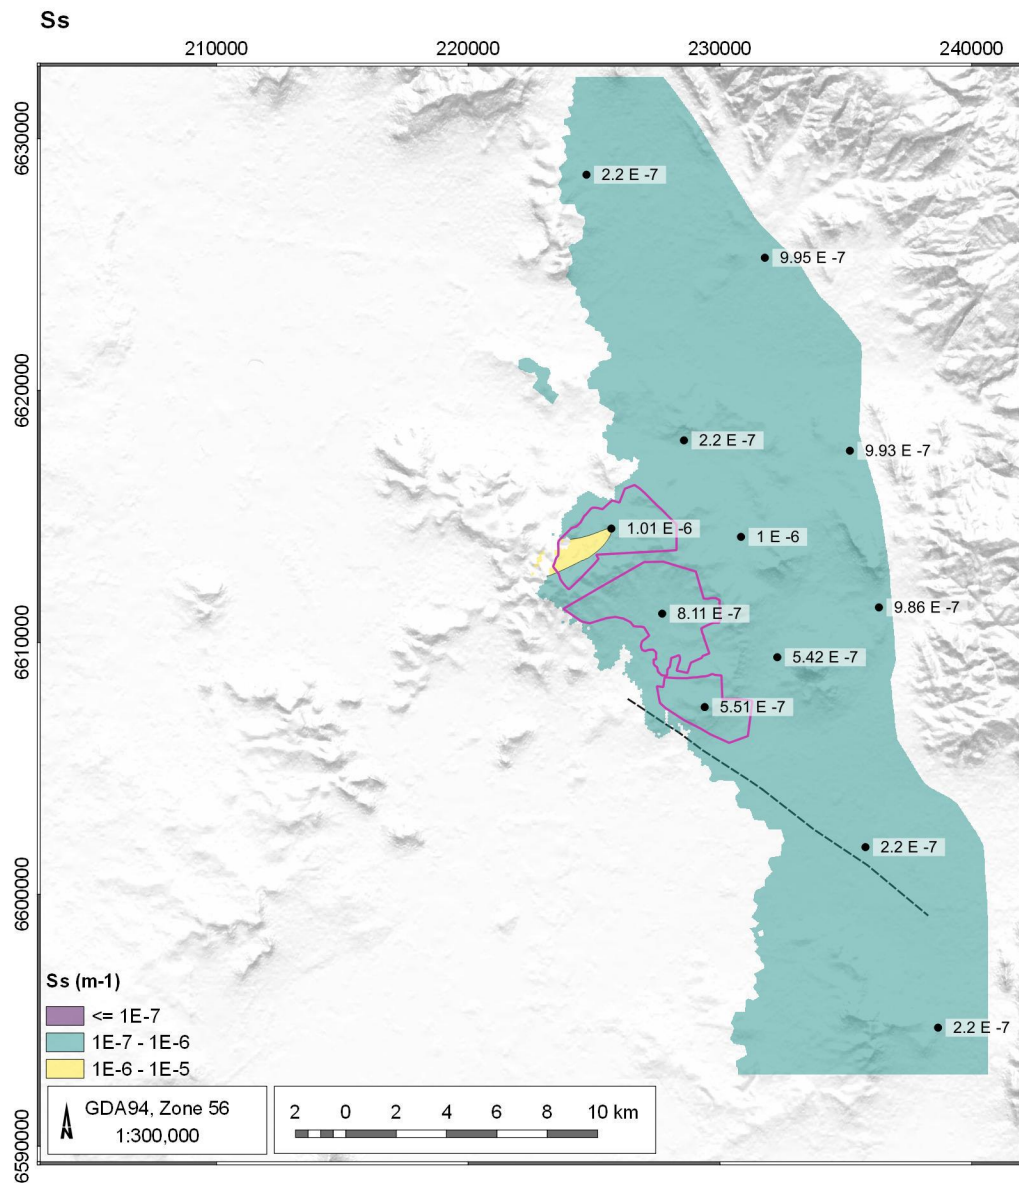 Ss
210000 220000 230000 240000
6630000
2.2 E -7
9.95 E -7
6620000
2.2 E -7
9.93 E -7
1.01 E -6
1 E -6
9.86 E -7
8.11 E -7
6610000
5.42 E -7
5.51 E -7
2.2 E -7
6600000
Ss (m-1)
<= 1E-7
1E-7 - 1E-6
1E-6 - 1E-5
2.2 E -7
GDA94, Zone 56
1:300,000
N
2 0 2 4 6 8 10 km
6590000